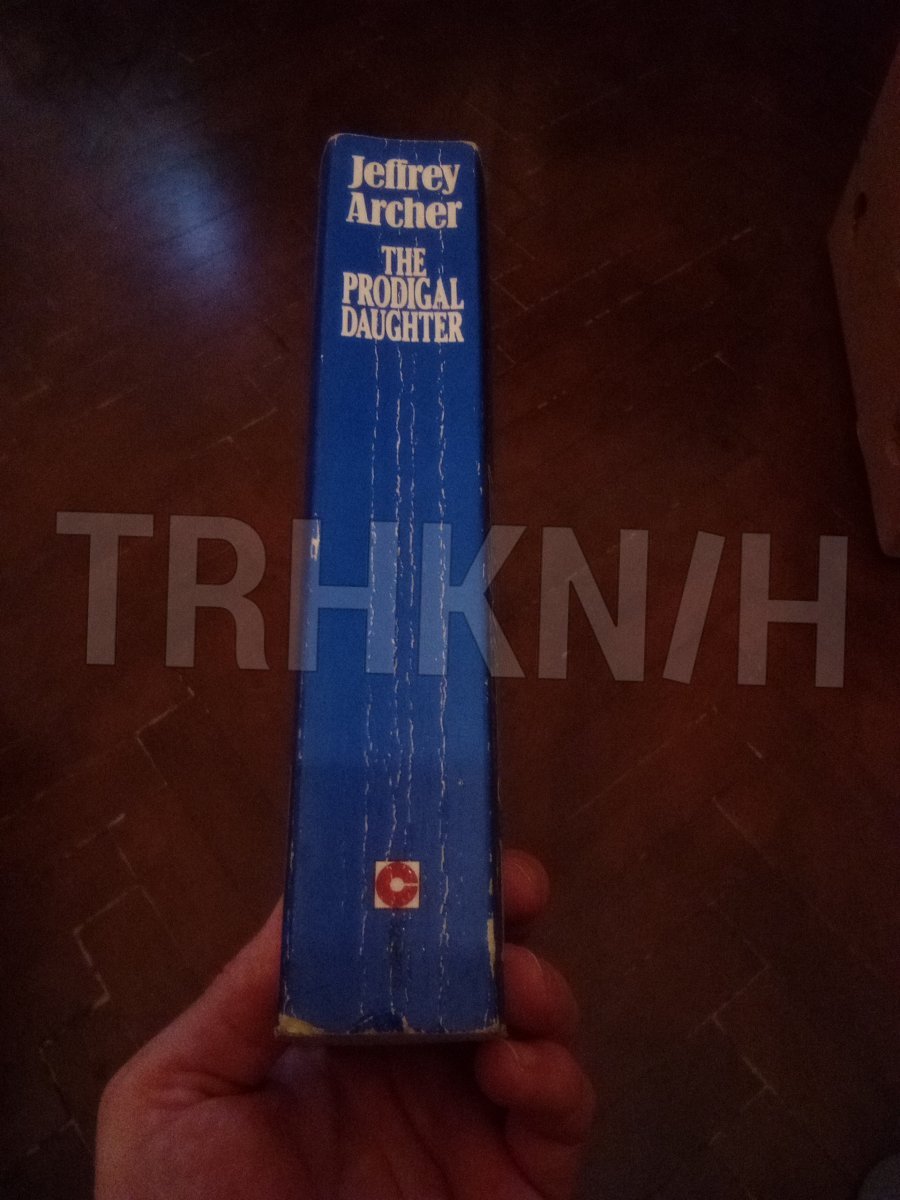 Jeffrey
Archer
THE
PRODIGAL
DAUGHTER
TRHKN/H